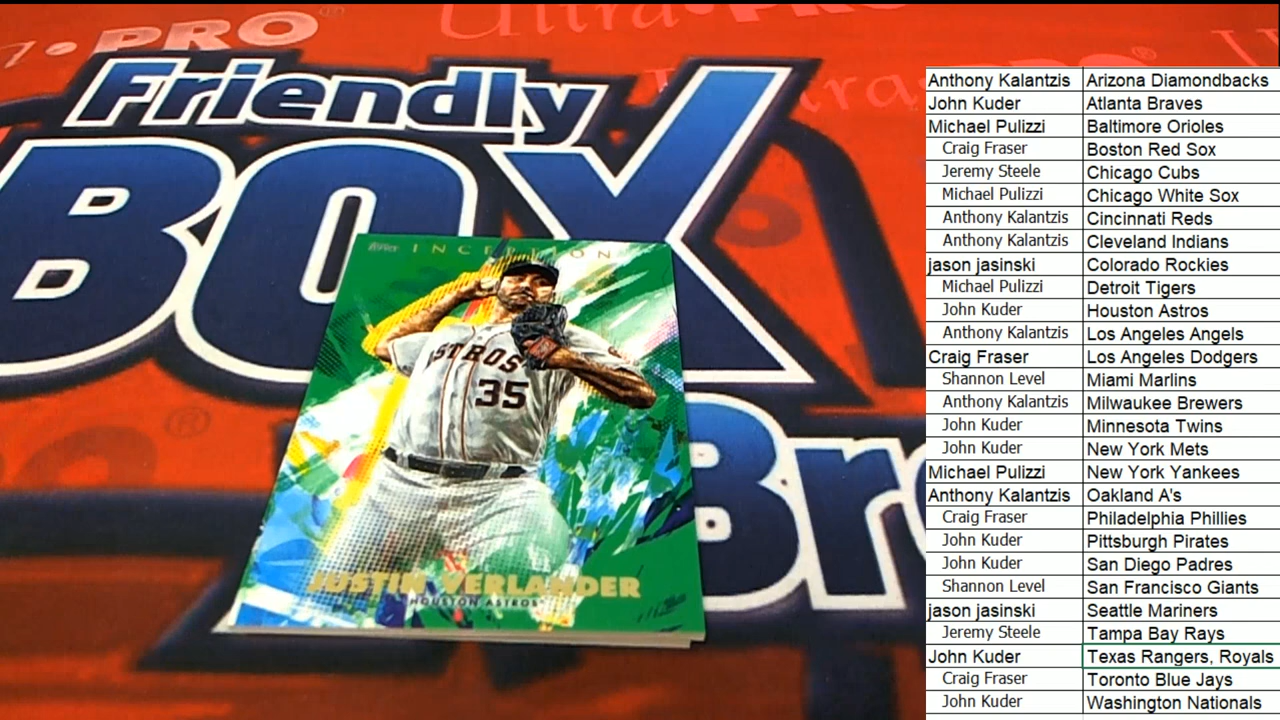 PRO
Ultra PRO
Friendly
BOX
Br
INCEPTION
ASTROS
35
JUSTIN VERLANDER
HOUSTON ASTROS
Anthony Kalantzis Arizona Diamondbacks
John Kuder Atlanta Braves
Michael Pulizzi Baltimore Orioles
Craig Fraser Boston Red Sox
Jeremy Steele Chicago Cubs
Michael Pulizzi Chicago White Sox
Anthony Kalantzis Cincinnati Reds
Anthony Kalantzis Cleveland Indians
jason jasinski Colorado Rockies
Michael Pulizzi Detroit Tigers
John Kuder Houston Astros
Anthony Kalantzis Los Angeles Angels
Craig Fraser Los Angeles Dodgers
Shannon Level Miami Marlins
Anthony Kalantzis Milwaukee Brewers
John Kuder Minnesota Twins
John Kuder New York Mets
Michael Pulizzi New York Yankees
Anthony Kalantzis Oakland A's
Craig Fraser Philadelphia Phillies
John Kuder Pittsburgh Pirates
John Kuder San Diego Padres
Shannon Level San Francisco Giants
jason jasinski Seattle Mariners
Jeremy Steele Tampa Bay Rays
John Kuder Texas Rangers, Royals
Craig Fraser Toronto Blue Jays
John Kuder Washington Nationals